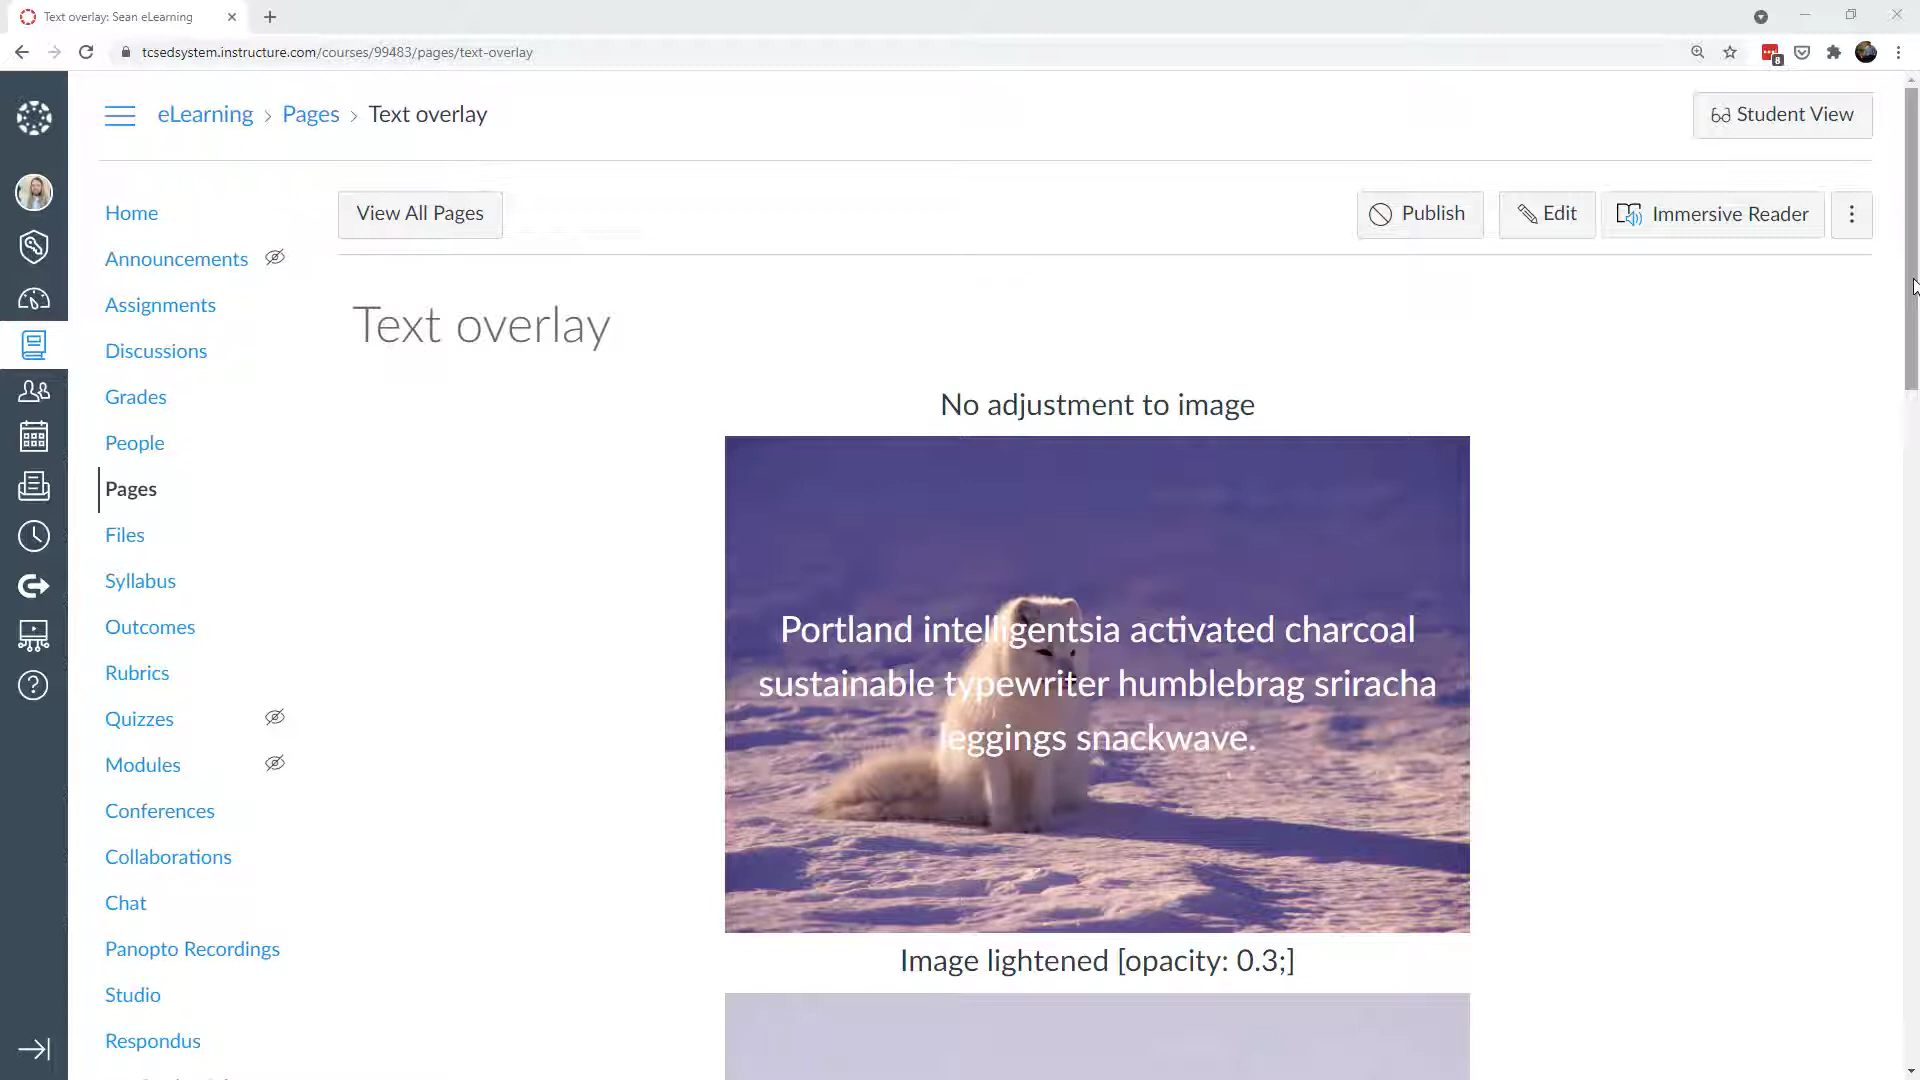 Text overlay: Sean eLearning
tcsedsystem.instructure.com/courses/99483/pages/text-overlay
8
eLearning > Pages > Text overlay
Student View
Home
Announcements
Assignments
Discussions
Grades
People
Pages
Files
Syllabus
Outcomes
Rubrics
Quizzes
Modules
Conferences
Collaborations
Chat
Panopto Recordings
Studio
Respondus
View All Pages
Publish
Edit
Immersive Reader
Text overlay
No adjustment to image
Portland intelligentsia activated charcoal
sustainable typewriter humblebrag sriracha
leggings snackwave.
Image lightened [opacity: 0.3;]